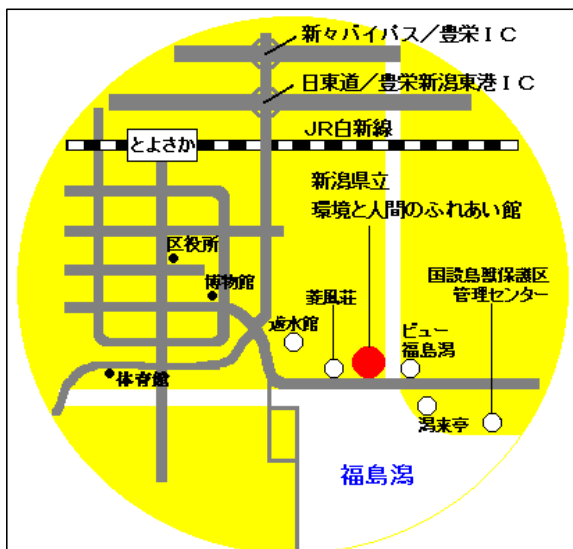 新々バイパス／豊栄ＩＣ
日東道／豊栄新潟東港ＩＣ
JR白新線
とよさか
新潟県立
環境と人間のふれあい館
区役所
博物館
国設鳥獣保護区
管理センター
菱風荘
遊水館
ビュー
福島潟
体育館
潟来亭
福島潟